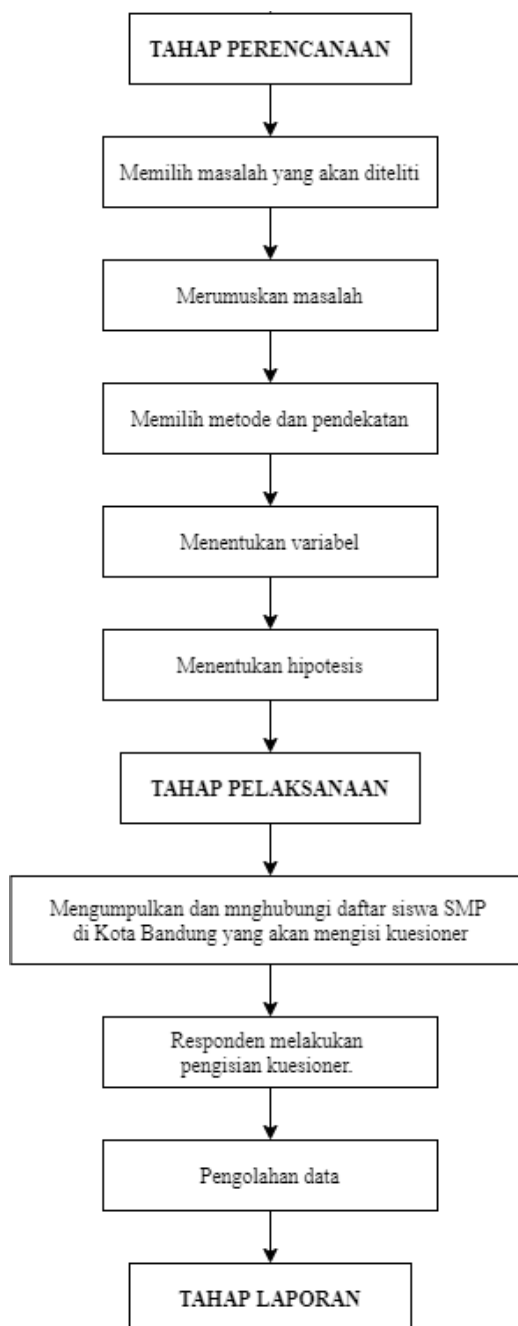 TAHAP PERENCANAAN
Memilih masalah yang akan diteliti
Merumuskan masalah
Memilih metode dan pendekatan
Menentukan variabel
Menentukan hipotesis
TAHAP PELAKSANAAN
Mengumpulkan dan mnghubungi daftar siswa SMP
di Kota Bandung yang akan mengisi kuesioner
Responden melakukan
pengisian kuesioner.
Pengolahan data
TAHAP LAPORAN